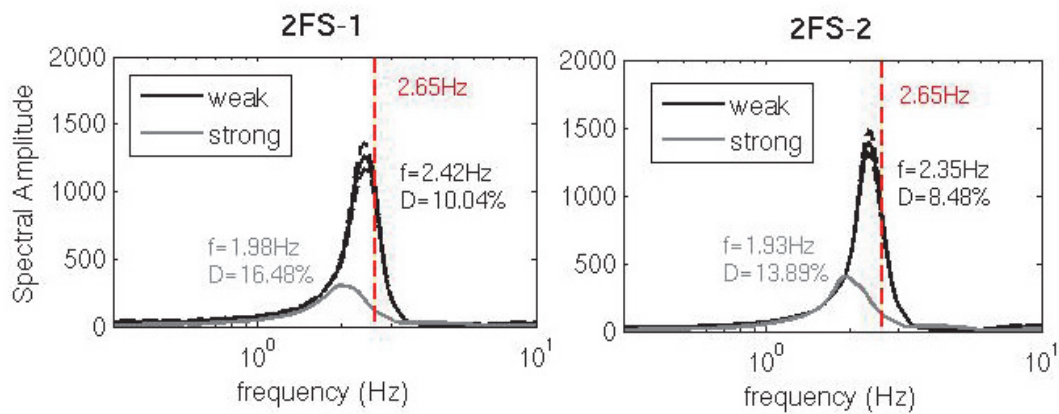 2FS-1
2000
1500
1000
500
0
Spectral Amplitude
weak
strong
2.65Hz
f=2.42Hz
D=10.04%
f=1.98Hz
D=16.48%
10^0
10^1
frequency (Hz)
2FS-2
2000
1500
1000
500
0
weak
strong
2.65Hz
f=2.35Hz
D=8.48%
f=1.93Hz
D=13.89%
10^0
10^1
frequency (Hz)